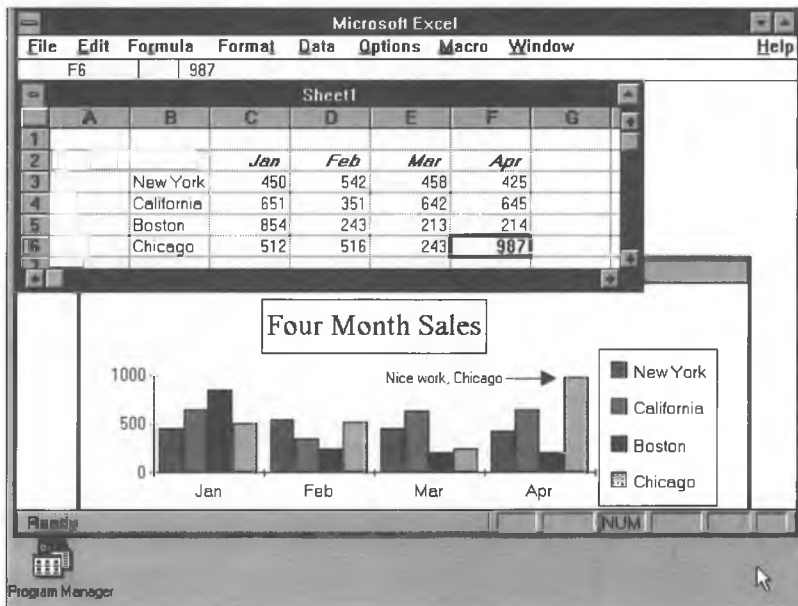 Microsoft Excel
File Edit Formula Format Data Options Macro Window Help
F6 987
Sheet1
A B C D E F G
1
2 Jan Feb Mar Apr
3 New York 450 542 458 425
4 California 651 351 642 645
5 Boston 854 243 213 214
6 Chicago 512 516 243 987
7
Four Month Sales
1000
500
0
Nice work, Chicago
Jan Feb Mar Apr
New York
California
Boston
Chicago
Ready NUM
Program Manager